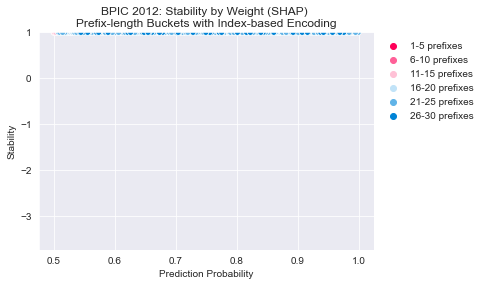 BPIC 2012: Stability by Weight (SHAP)
Prefix-length Buckets with Index-based Encoding
1
0
−1
−2
−3
Stability
0.5 0.6 0.7 0.8 0.9 1.0
Prediction Probability
1-5 prefixes
6-10 prefixes
11-15 prefixes
16-20 prefixes
21-25 prefixes
26-30 prefixes